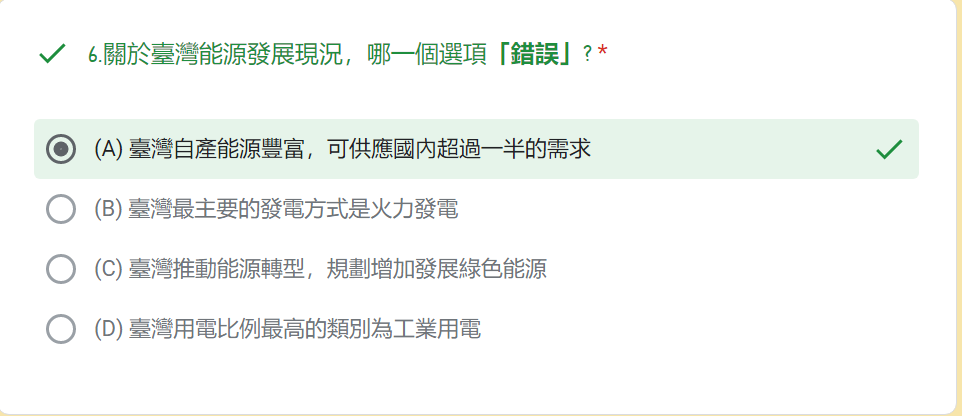 6.關於臺灣能源發展現況，哪一個選項「錯誤」? *
(A) 臺灣自產能源豐富，可供應國內超過一半的需求
(B) 臺灣最主要的發電方式是火力發電
(C) 臺灣推動能源轉型，規劃增加發展綠色能源
(D) 臺灣用電比例最高的類別為工業用電